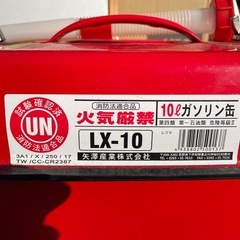 試験確認済
UN
消防法適合品
3A1/X/250/17
TW/CC-CR2387
消防法適合品
火気厳禁
LX-10
矢澤産業株式会社
10ℓガソリン缶
第四類 第一石油類 危険等級Ⅱ